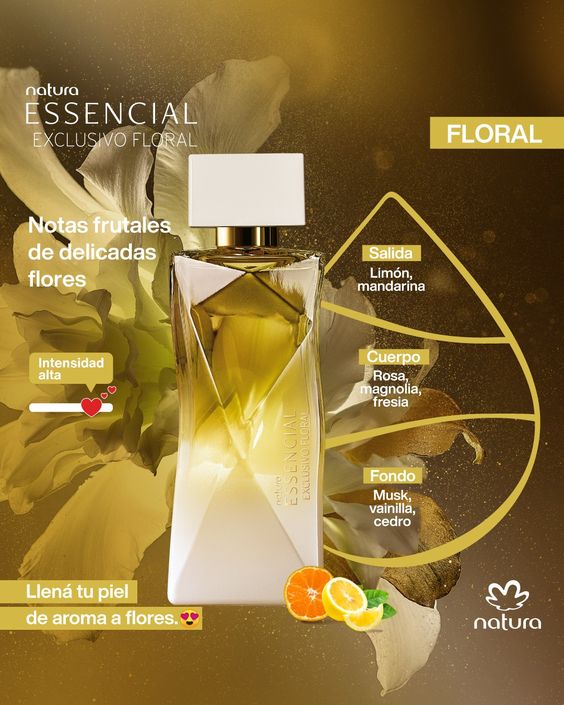 natura
ESSENCIAL
EXCLUSIVO FLORAL
FLORAL
Notas frutales
de delicadas
flores
Intensidad
alta
Salida
Limón,
mandarina
Cuerpo
Rosa,
magnolia,
fresia
Fondo
Musk,
vainilla,
cedro
natura
ESSENCIAL
EXCLUSIVO FLORAL
Llená tu piel
de aroma a flores.😍
natura